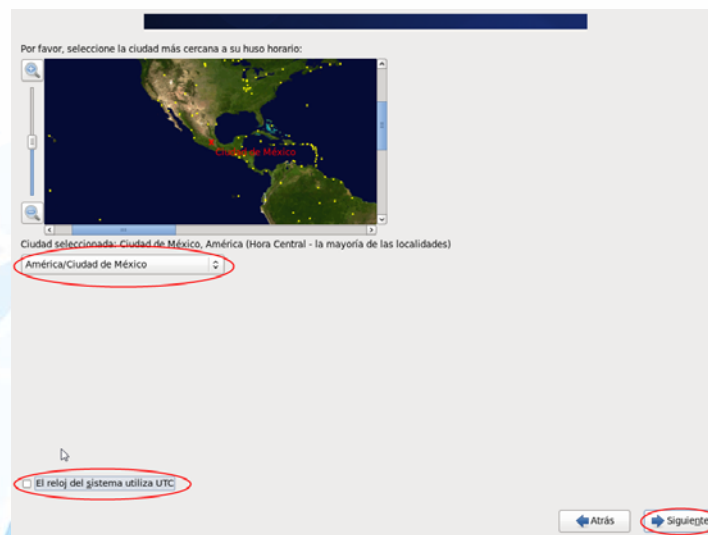 Por favor, seleccione la ciudad más cercana a su huso horario:
Ciudad de México
Ciudad seleccionada: Ciudad de México, América (Hora Central - la mayoría de las localidades)
América/Ciudad de México
El reloj del sistema utiliza UTC
Atrás
Siguiente